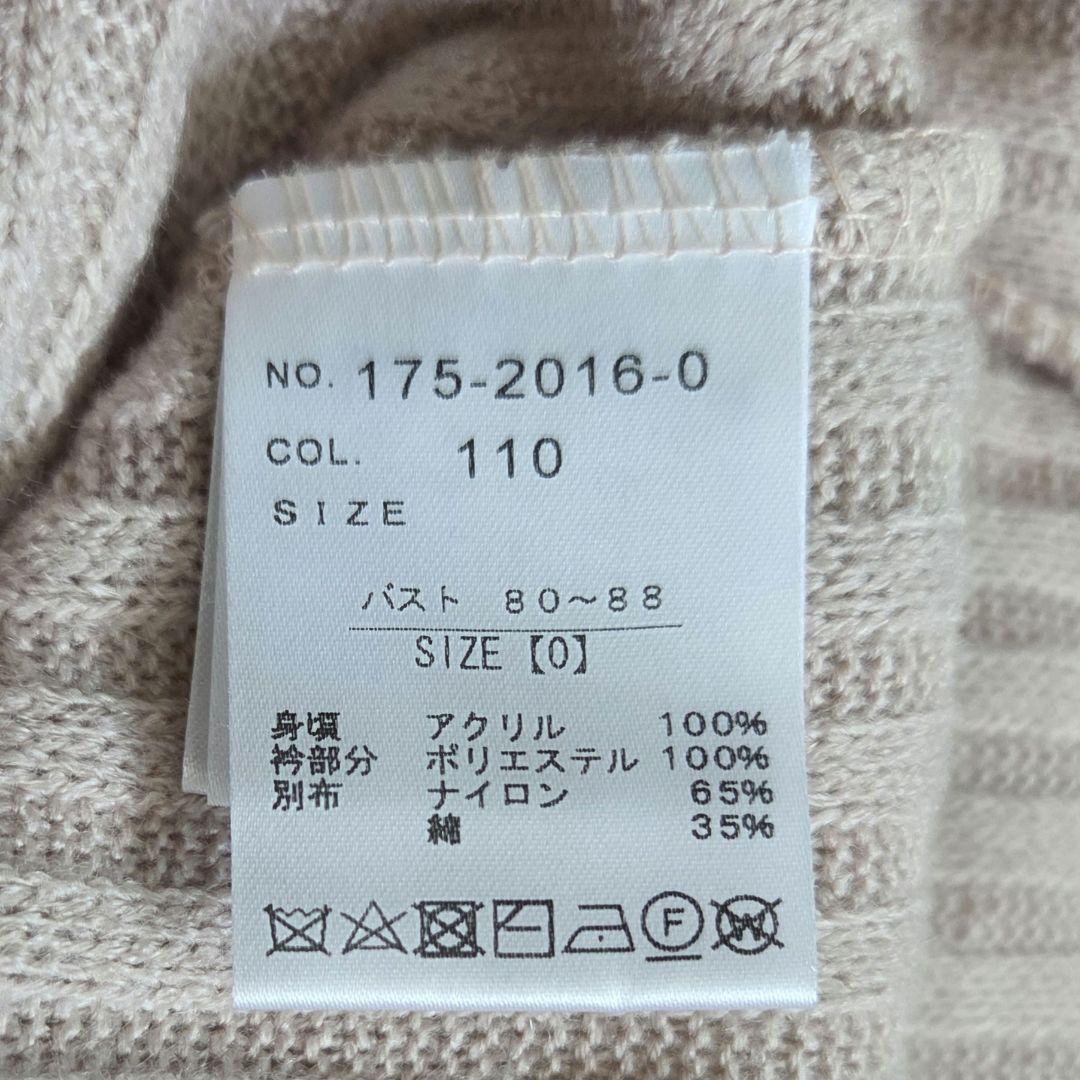 NO. 175-2016-0
COL. 110
SIZE
バスト 80～88
SIZE【0】
身頃 アクリル 100%
衿部分 ポリエステル 100%
別布 ナイロン 65%
綿 35%
F W